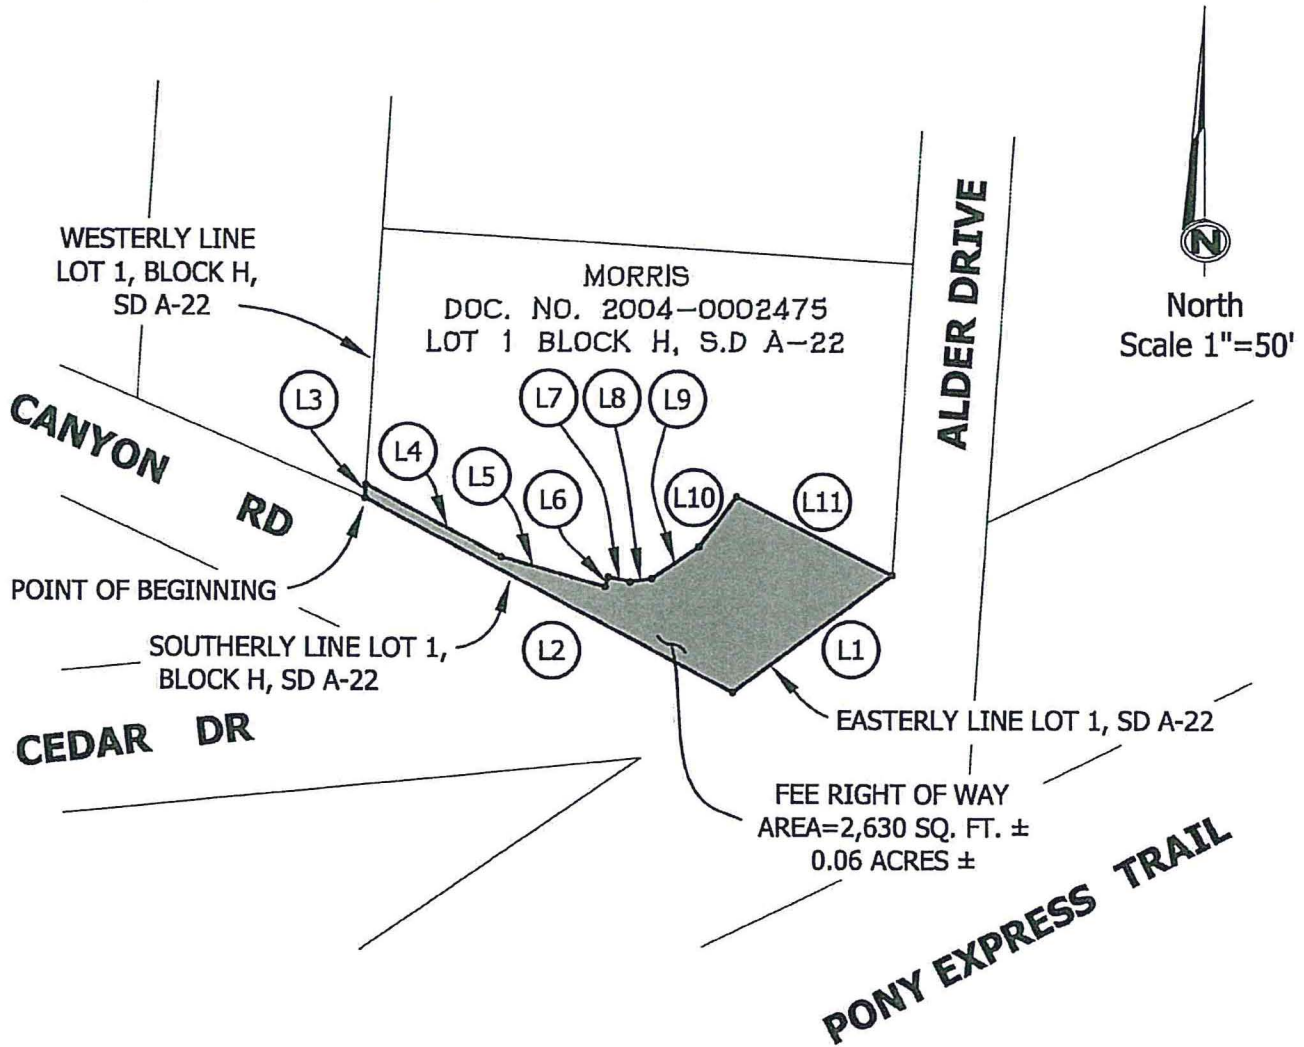 WESTERLY LINE
LOT 1, BLOCK H,
SD A-22
MORRIS
DOC. NO. 2004-0002475
LOT 1 BLOCK H, S.D A-22
ALDER DRIVE
N
North
Scale 1"=50'
CANYON RD
L3
L4
L5
L6
L7
L8
L9
L10
L11
POINT OF BEGINNING
SOUTHERLY LINE LOT 1,
BLOCK H, SD A-22
L2
L1
CEDAR DR
EASTERLY LINE LOT 1, SD A-22
FEE RIGHT OF WAY
AREA=2,630 SQ. FT. ±
0.06 ACRES ±
PONY EXPRESS TRAIL